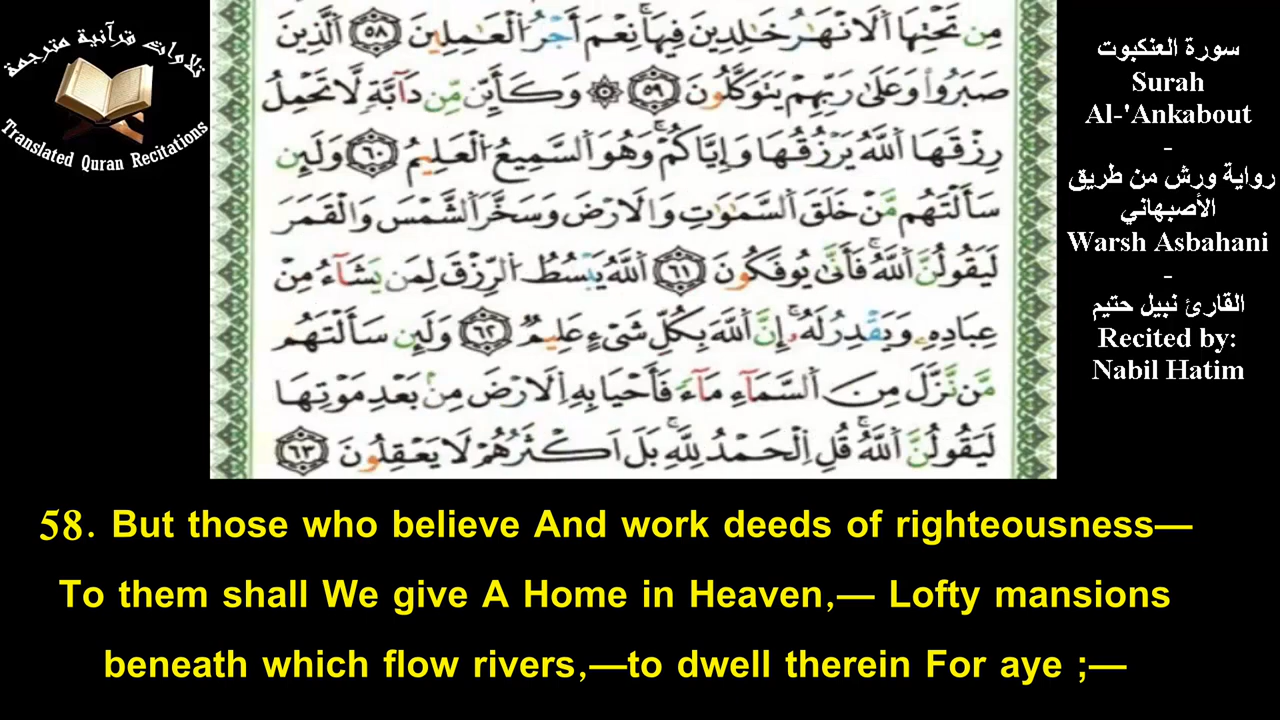 تلاوات قرآنية مترجمة
Translated Quran Recitations
مِن تَحْتِهَا اَ۬لَانْهَٰرُ خَٰلِدِينَ فِيهَاۖ نِعْمَ أَجْرُ اُ۬لْعَٰمِلِينَ ٥٨ اَ۬لذِينَ
صَبَرُواْ وَعَلَىٰ رَبِّهِمْ يَتَوَكَّلُونَ ٥٩ ۞ وَكَأَيِّن مِّن دَآبَّةٖ لَّا تَحْمِلُ
رِزْقَهَا اَ۬للَّهُ يَرْزُقُهَا وَإِيَّاكُمْۖ وَهُوَ اَ۬لسَّمِيعُ اُ۬لْعَلِيمُ ٦٠ وَلَئِن
سَأَلْتَهُم مَّنْ خَلَقَ اَ۬لسَّمَٰوَٰتِ وَالَارْضَ وَسَخَّرَ اَ۬لشَّمْسَ وَالْقَمَرَ
لَيَقُولُنَّ اَ۬للَّهُۖ فَأَنَّىٰ يُوفَكُونَ ٦١ اَ۬للَّهُ يَبْسُطُ اُ۬لرِّزْقَ لِمَن يَشَآءُ مِنْ
عِبَادِهِۦ وَيَقْدِرُ لَهُۥۖ إِنَّ اَ۬للَّهَ بِكُلِّ شَيْءٍ عَلِيمٞ ٦٢ وَلَئِن سَأَلْتَهُم
مَّن نَّزَّلَ مِنَ اَ۬لسَّمَآءِ مَآءٗ فَأَحْيَا بِهِ اِ۬لَارْضَ مِنۢ بَعْدِ مَوْتِهَا
لَيَقُولُنَّ اَ۬للَّهُۖ قُلِ اِ۬لْحَمْدُ لِلهِۖ بَلَ اَكْثَرُهُمْ لَا يَعْقِلُونَ ٦٣
سورة العنكبوت
Surah
Al-'Ankabout
-
رواية ورش من طريق
الأصبهاني
Warsh Asbahani
-
القارئ نبيل حتيم
Recited by:
Nabil Hatim
58. But those who believe And work deeds of righteousness—
To them shall We give A Home in Heaven,— Lofty mansions
beneath which flow rivers,—to dwell therein For aye ;—